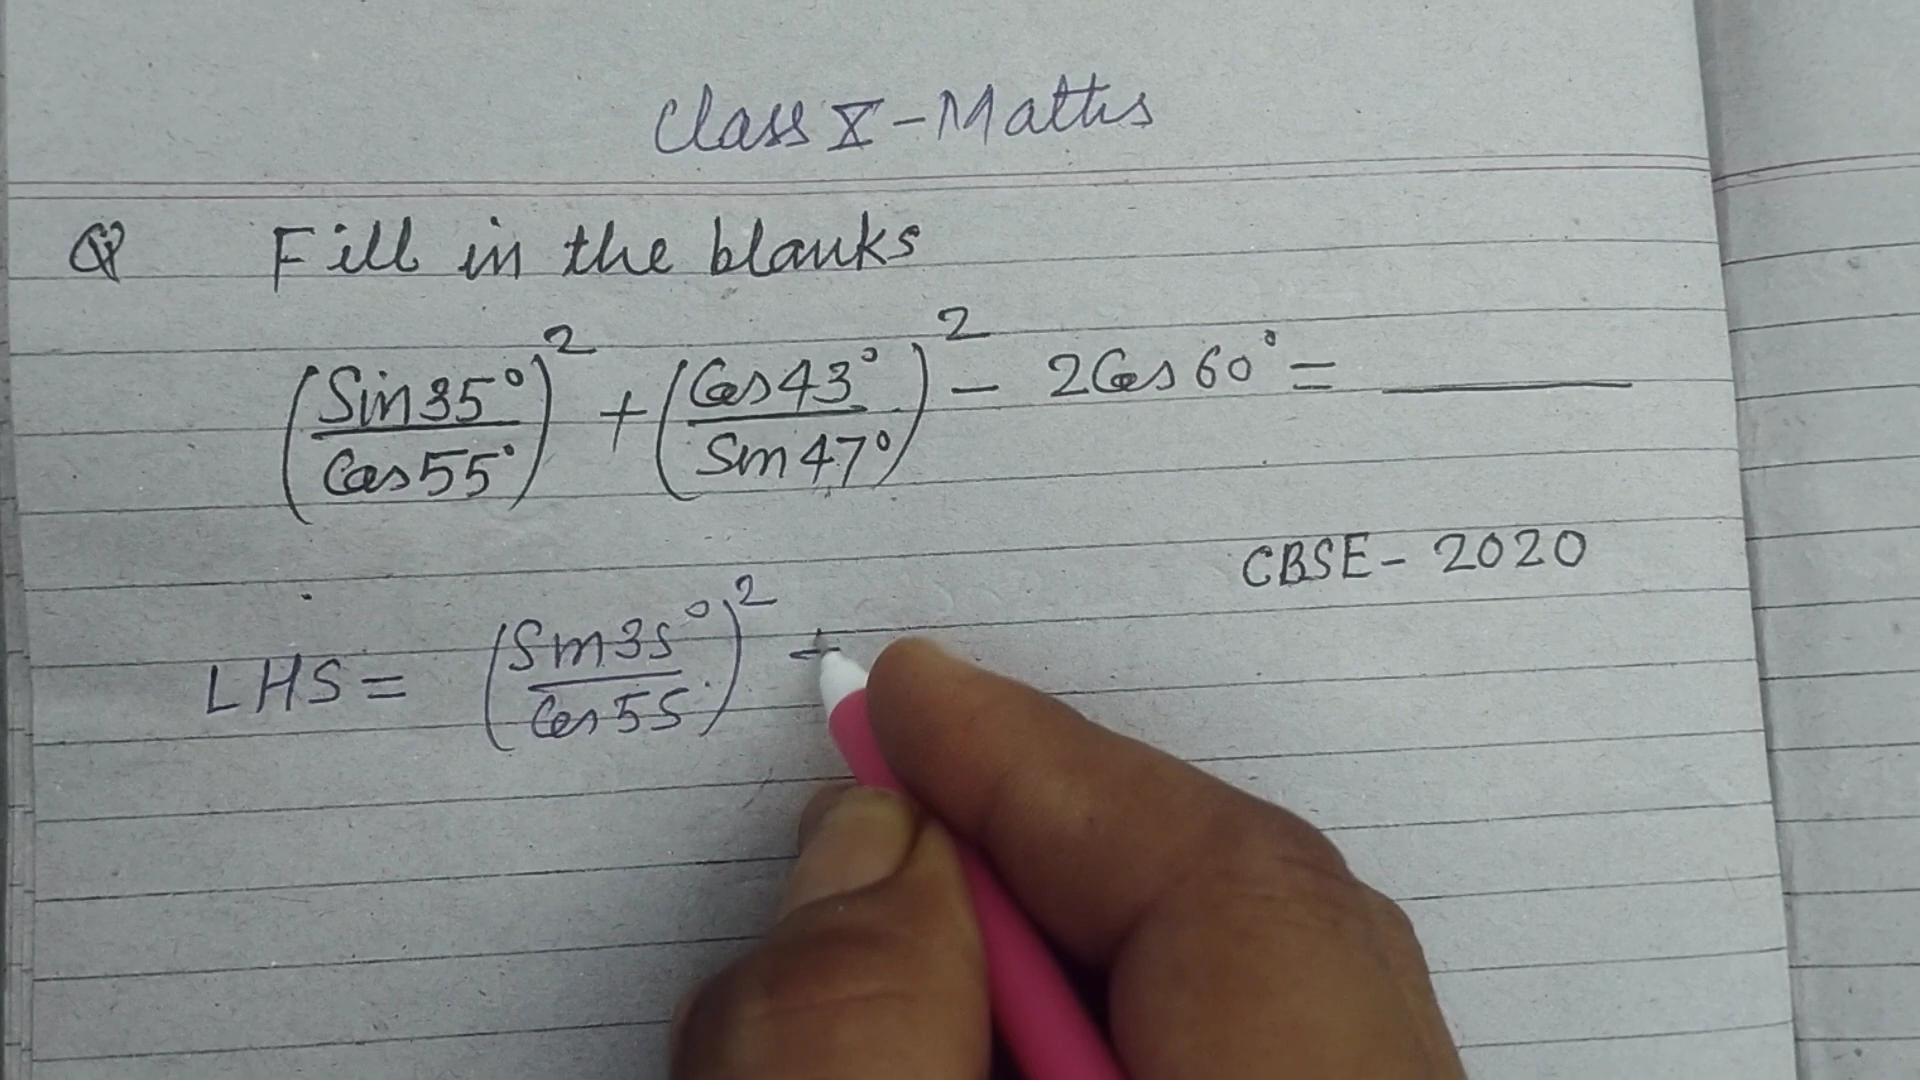 Class X - Maths
Q Fill in the blanks
(Sin35°/Cos55°)² + (Cos43°/Sin47°)² - 2Cos60° = ______
CBSE - 2020
LHS = (Sin35°/Cos55°)² +